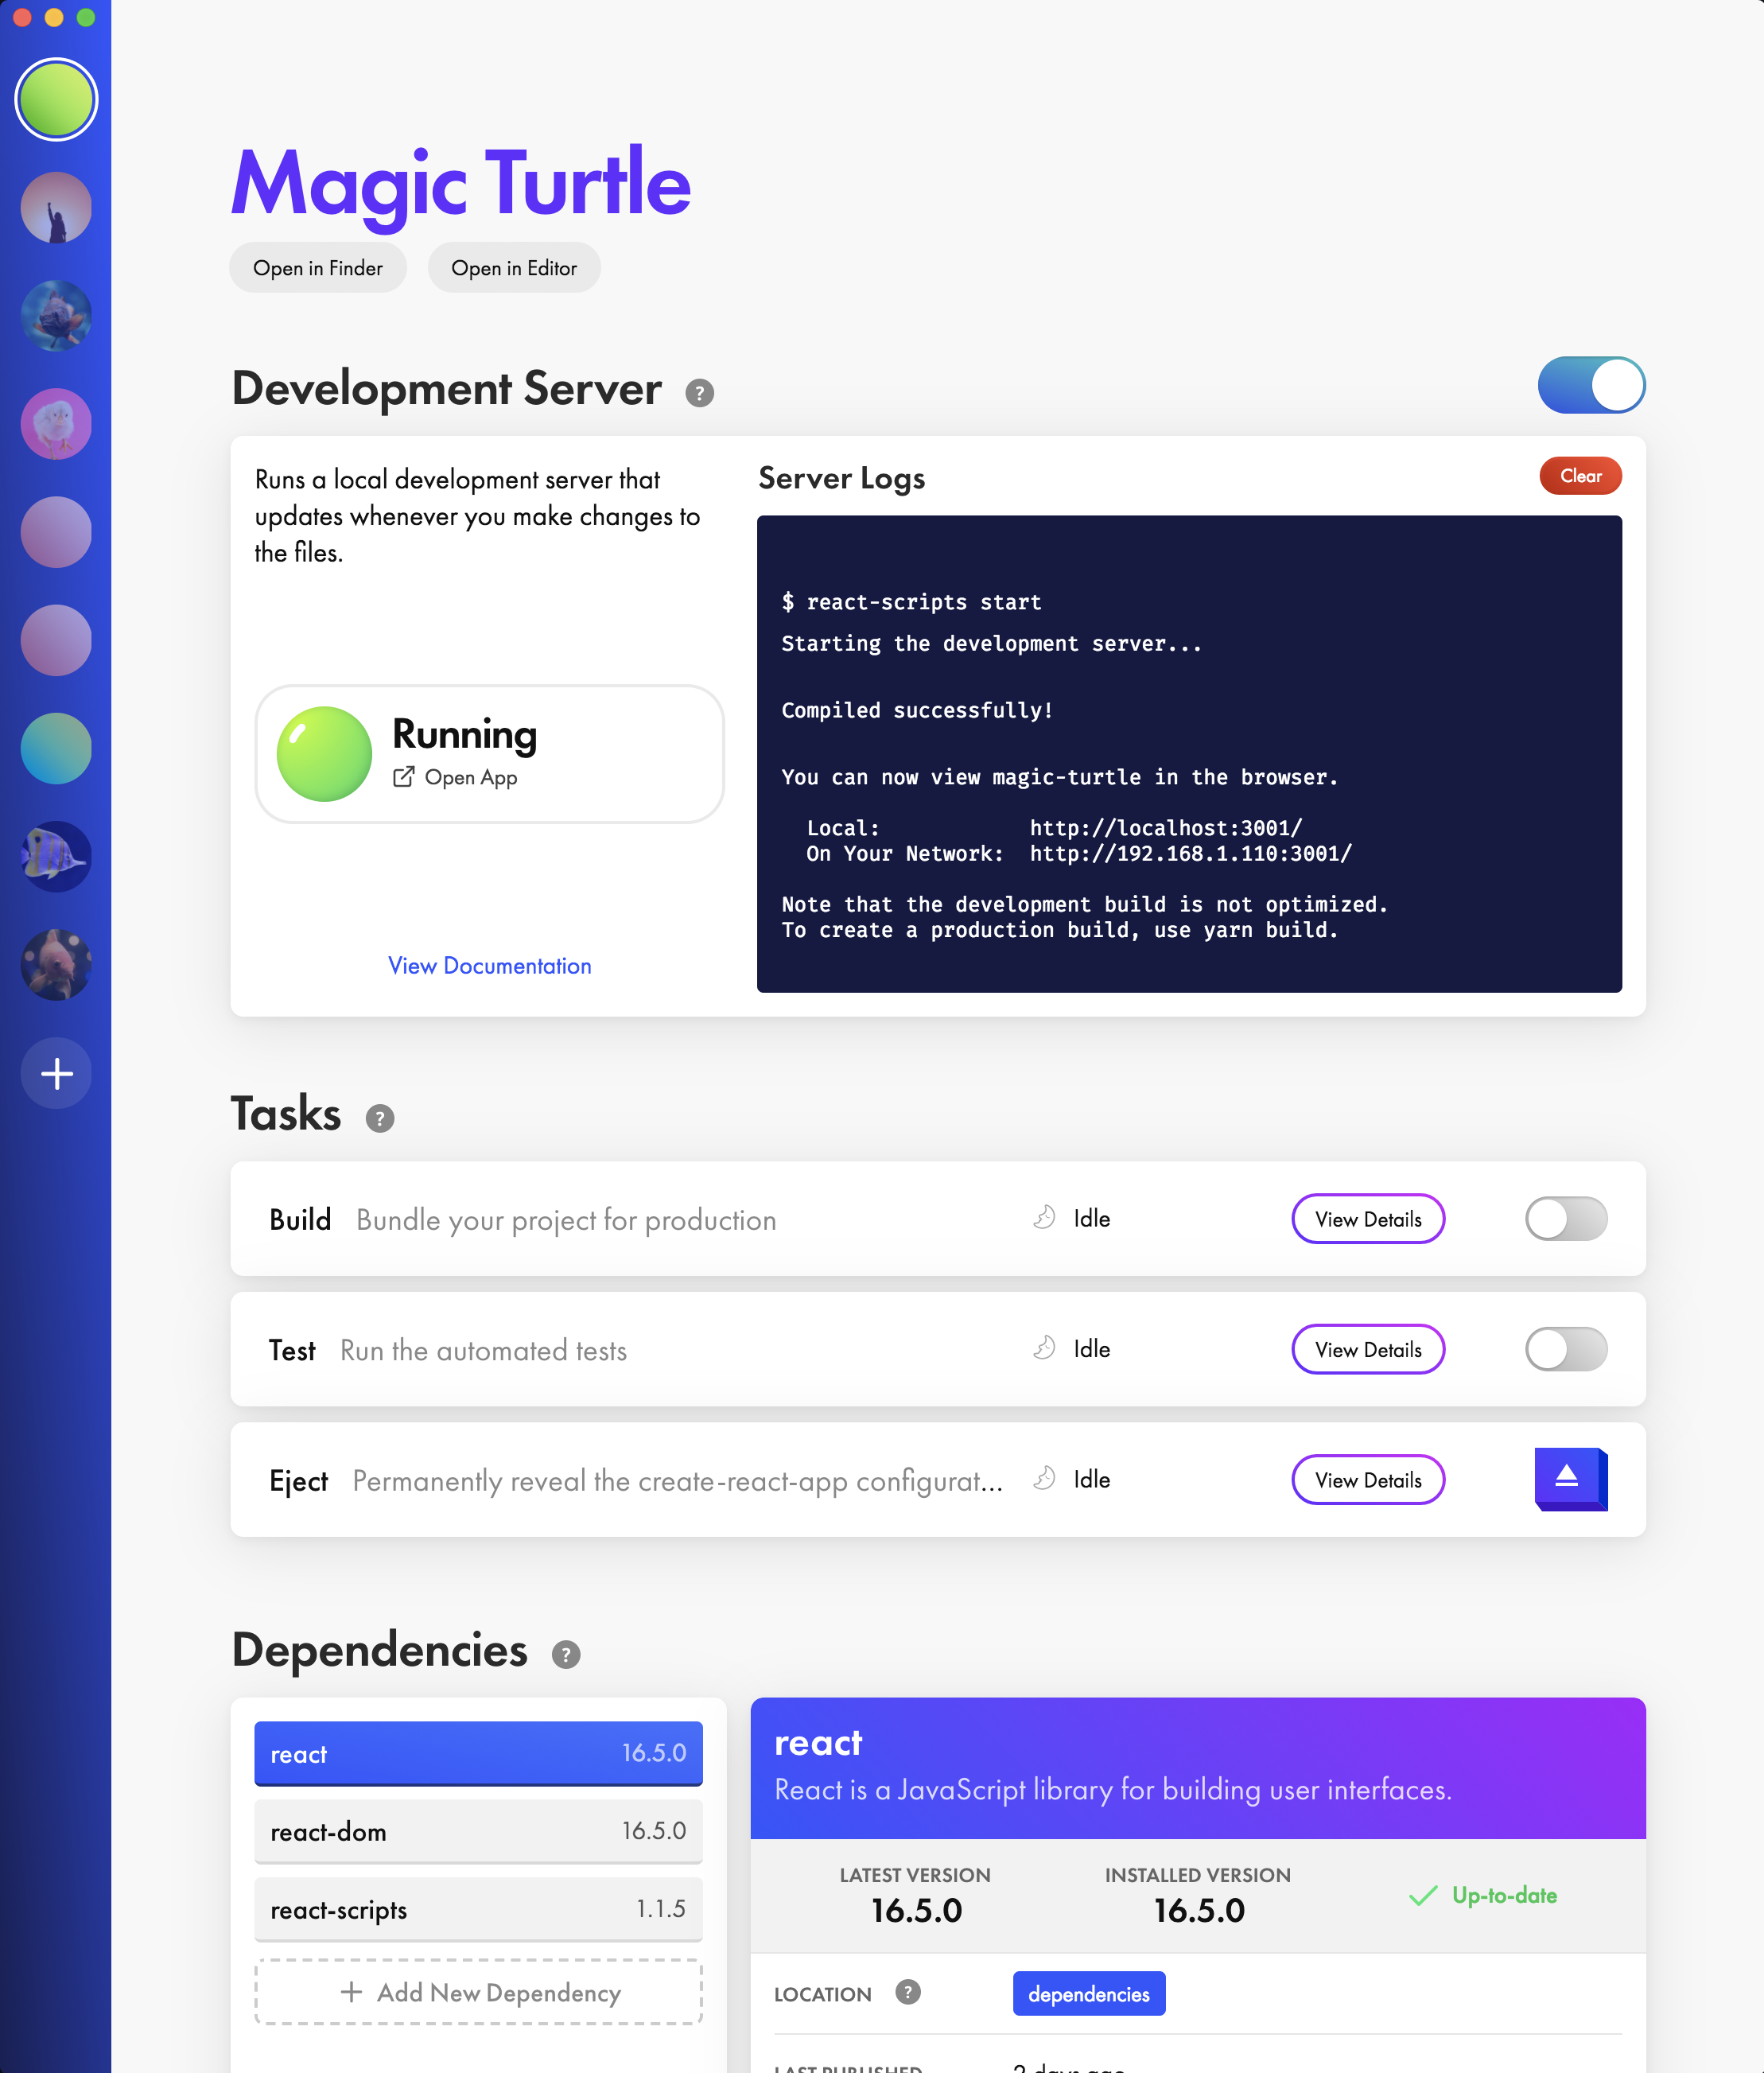 Magic Turtle
Open in Finder
Open in Editor
Development Server ?
Runs a local development server that
updates whenever you make changes to
the files.
Running
Open App
View Documentation
Server Logs
Clear
$ react-scripts start
Starting the development server...
Compiled successfully!
You can now view magic-turtle in the browser.
Local: http://localhost:3001/
On Your Network: http://192.168.1.110:3001/
Note that the development build is not optimized.
To create a production build, use yarn build.
Tasks ?
Build Bundle your project for production Idle View Details
Test Run the automated tests Idle View Details
Eject Permanently reveal the create-react-app configurat... Idle View Details
Dependencies ?
react 16.5.0
react-dom 16.5.0
react-scripts 1.1.5
+ Add New Dependency
react
React is a JavaScript library for building user interfaces.
LATEST VERSION
16.5.0
INSTALLED VERSION
16.5.0
Up-to-date
LOCATION ? dependencies
LAST PUBLISHED 2 days ago